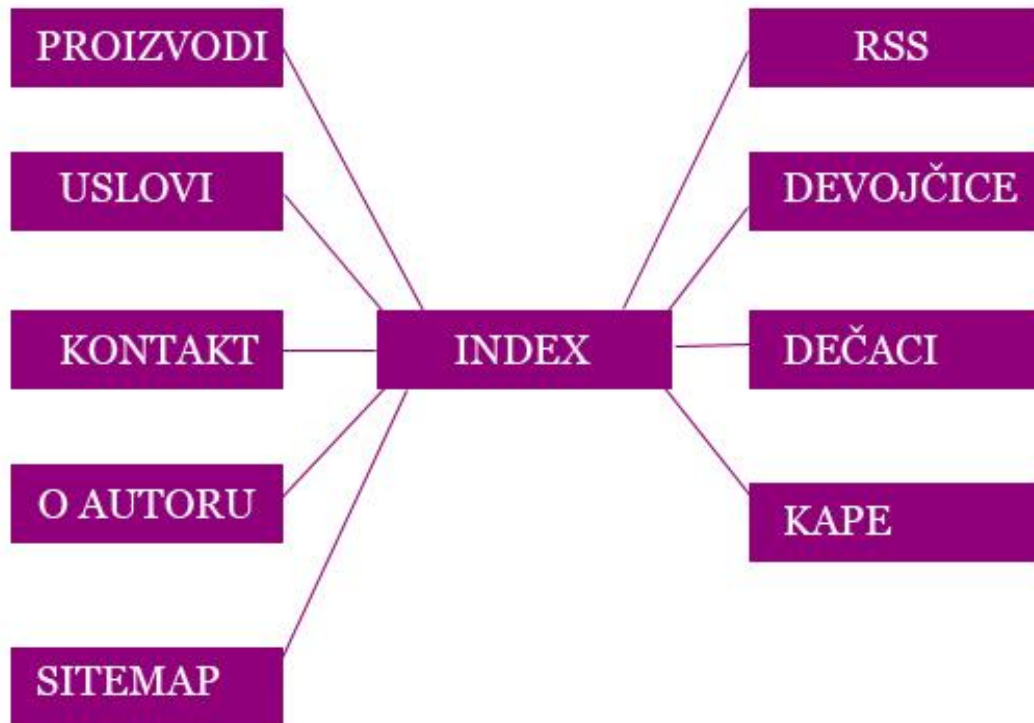 PROIZVODI
RSS
USLOVI
DEVOJČICE
KONTAKT
INDEX
DEČACI
O AUTORU
KAPE
SITEMAP